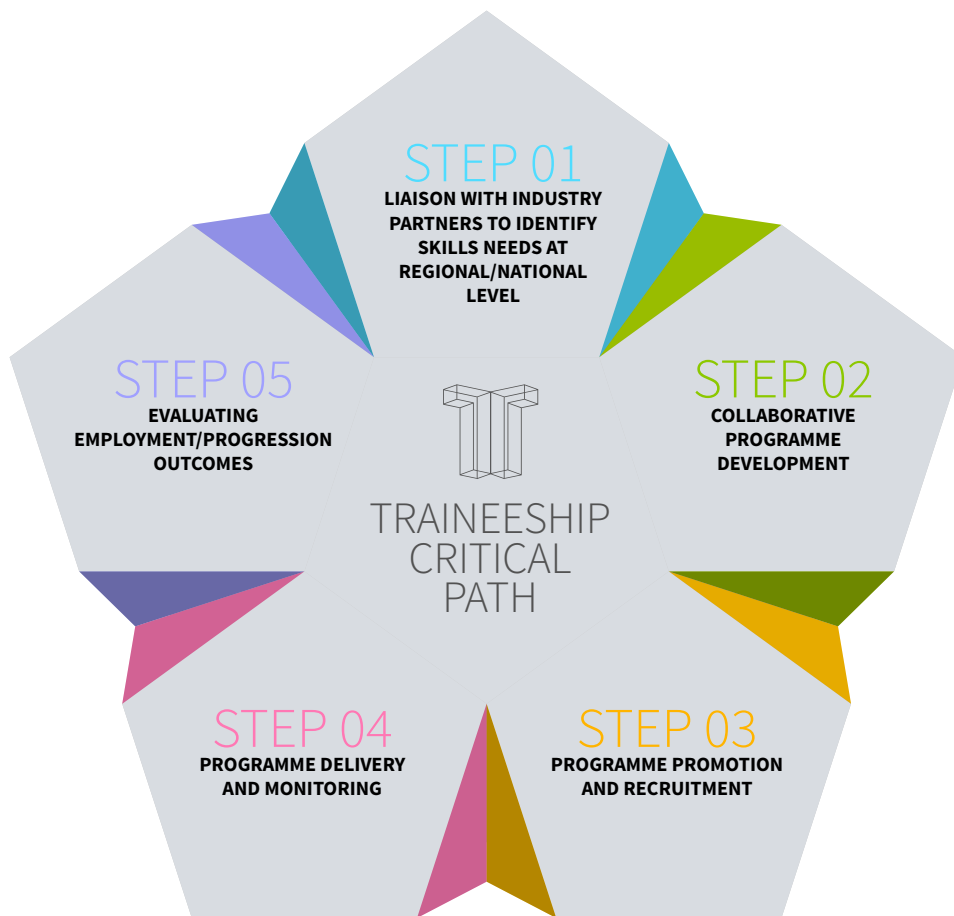 STEP 01
LIAISON WITH INDUSTRY
PARTNERS TO IDENTIFY
SKILLS NEEDS AT
REGIONAL/NATIONAL
LEVEL
STEP 02
COLLABORATIVE
PROGRAMME
DEVELOPMENT
STEP 03
PROGRAMME PROMOTION
AND RECRUITMENT
STEP 04
PROGRAMME DELIVERY
AND MONITORING
STEP 05
EVALUATING
EMPLOYMENT/PROGRESSION
OUTCOMES
TRAINEESHIP
CRITICAL
PATH